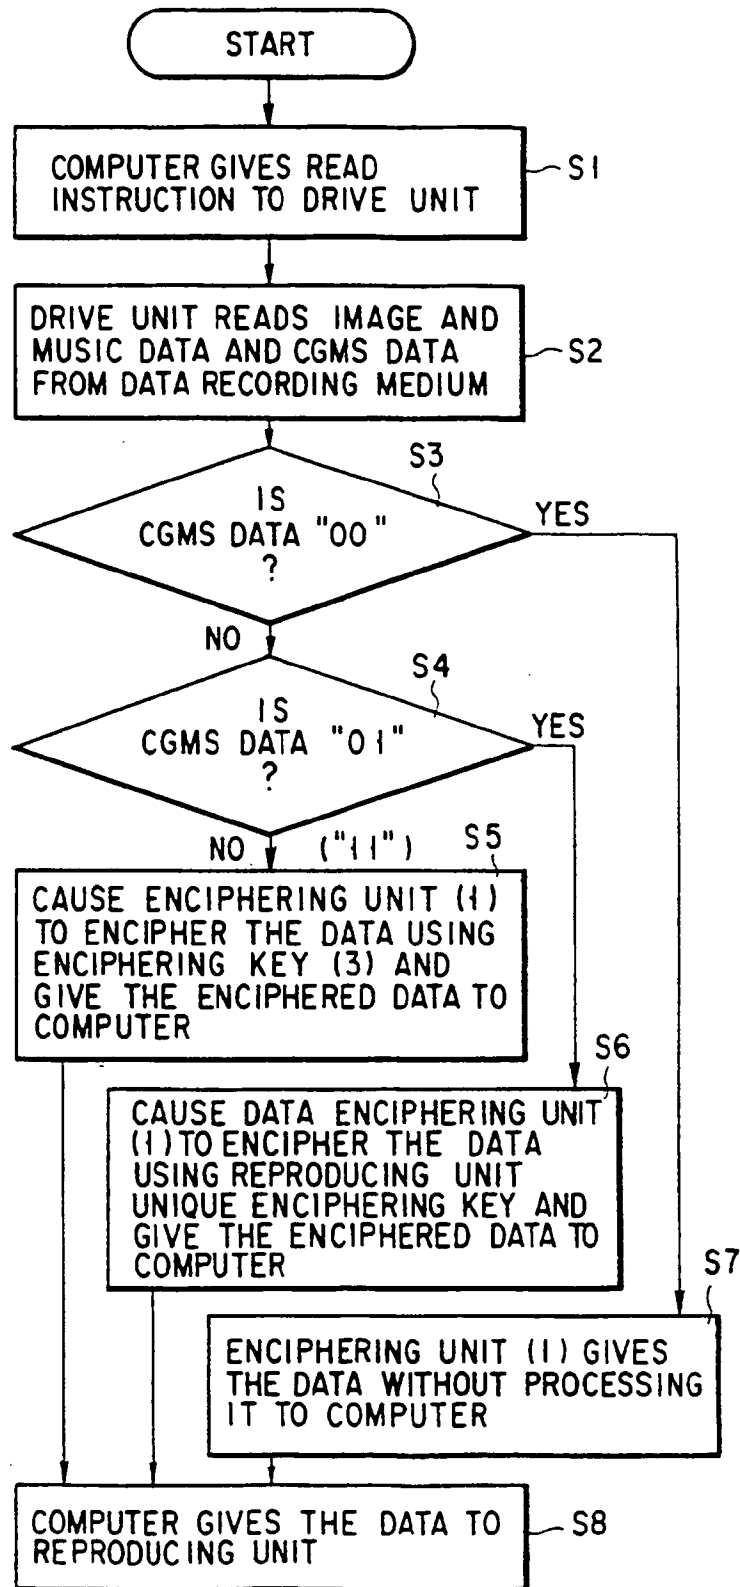 START
COMPUTER GIVES READ
INSTRUCTION TO DRIVE UNIT
S1
DRIVE UNIT READS IMAGE AND
MUSIC DATA AND CGMS DATA
FROM DATA RECORDING MEDIUM
S2
S3
IS
CGMS DATA "00"
?
YES
NO
S4
IS
CGMS DATA "01"
?
YES
NO ("11")
S5
CAUSE ENCIPHERING UNIT (1)
TO ENCIPHER THE DATA USING
ENCIPHERING KEY (3) AND
GIVE THE ENCIPHERED DATA TO
COMPUTER
S6
CAUSE DATA ENCIPHERING UNIT
(1) TO ENCIPHER THE DATA
USING REPRODUCING UNIT
UNIQUE ENCIPHERING KEY AND
GIVE THE ENCIPHERED DATA TO
COMPUTER
S7
ENCIPHERING UNIT (1) GIVES
THE DATA WITHOUT PROCESSING
IT TO COMPUTER
COMPUTER GIVES THE DATA TO
REPRODUCING UNIT
S8